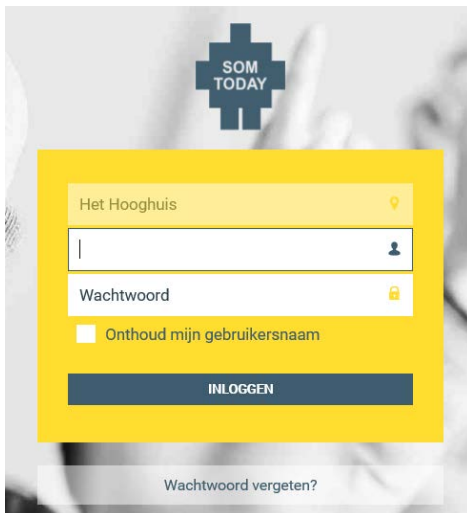 SOM
TODAY
Het Hooghuis
Wachtwoord
Onthoud mijn gebruikersnaam
INLOGGEN
Wachtwoord vergeten?